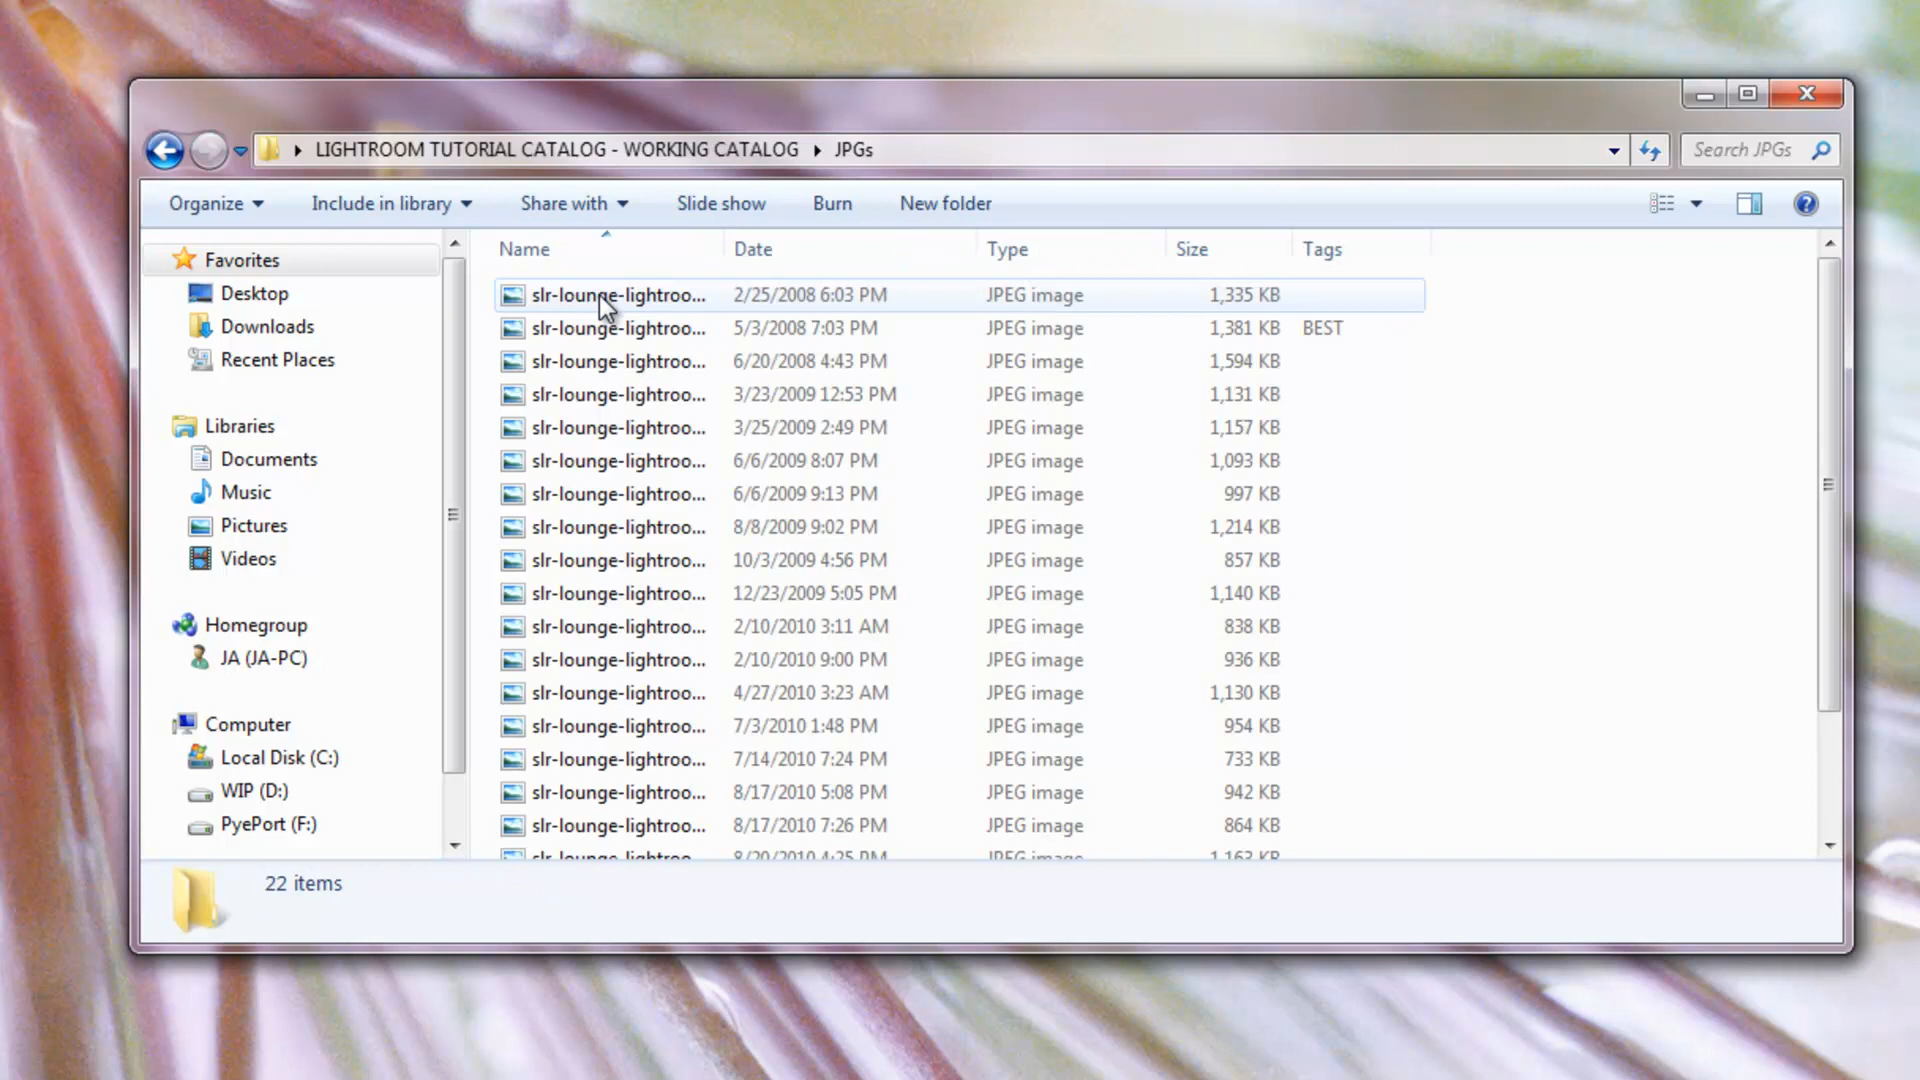 LIGHTROOM TUTORIAL CATALOG - WORKING CATALOG JPGs
Search JPGs
Organize Include in library Share with Slide show Burn New folder
Favorites
Desktop
Downloads
Recent Places
Libraries
Documents
Music
Pictures
Videos
Homegroup
JA (JA-PC)
Computer
Local Disk (C:)
WIP (D:)
PyePort (F:)
Name Date Type Size Tags
slr-lounge-lightroo... 2/25/2008 6:03 PM JPEG image 1,335 KB
slr-lounge-lightroo... 5/3/2008 7:03 PM JPEG image 1,381 KB BEST
slr-lounge-lightroo... 6/20/2008 4:43 PM JPEG image 1,594 KB
slr-lounge-lightroo... 3/23/2009 12:53 PM JPEG image 1,131 KB
slr-lounge-lightroo... 3/25/2009 2:49 PM JPEG image 1,157 KB
slr-lounge-lightroo... 6/6/2009 8:07 PM JPEG image 1,093 KB
slr-lounge-lightroo... 6/6/2009 9:13 PM JPEG image 997 KB
slr-lounge-lightroo... 8/8/2009 9:02 PM JPEG image 1,214 KB
slr-lounge-lightroo... 10/3/2009 4:56 PM JPEG image 857 KB
slr-lounge-lightroo... 12/23/2009 5:05 PM JPEG image 1,140 KB
slr-lounge-lightroo... 2/10/2010 3:11 AM JPEG image 838 KB
slr-lounge-lightroo... 2/10/2010 9:00 PM JPEG image 936 KB
slr-lounge-lightroo... 4/27/2010 3:23 AM JPEG image 1,130 KB
slr-lounge-lightroo... 7/3/2010 1:48 PM JPEG image 954 KB
slr-lounge-lightroo... 7/14/2010 7:24 PM JPEG image 733 KB
slr-lounge-lightroo... 8/17/2010 5:08 PM JPEG image 942 KB
slr-lounge-lightroo... 8/17/2010 7:26 PM JPEG image 864 KB
slr-lounge-lightroo... 8/20/2010 4:25 PM JPEG image 1,163 KB
22 items